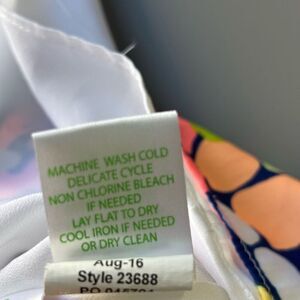 MACHINE WASH COLD
DELICATE CYCLE
NON CHLORINE BLEACH
IF NEEDED
LAY FLAT TO DRY
COOL IRON IF NEEDED
OR DRY CLEAN
Aug-16
Style 23688
PO